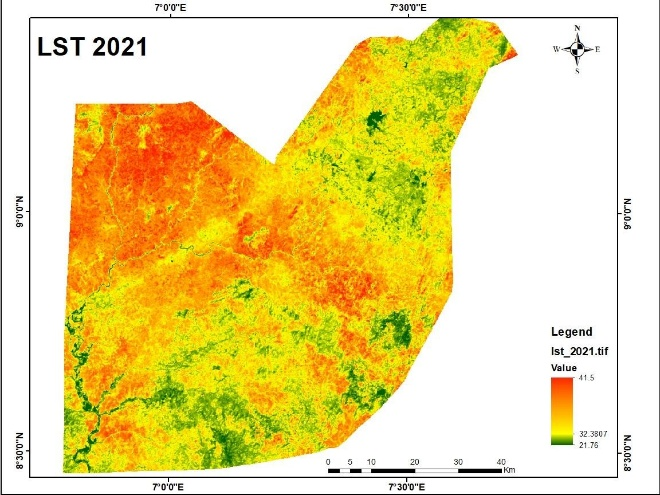 7°0'0"E 7°30'0"E
LST 2021
N
W E
S
9°0'0"N 9°0'0"N
Legend
lst_2021.tif
Value
41.5
32.3807
21.76
8°30'0"N 8°30'0"N
0 5 10 20 30 40
Km
7°0'0"E 7°30'0"E